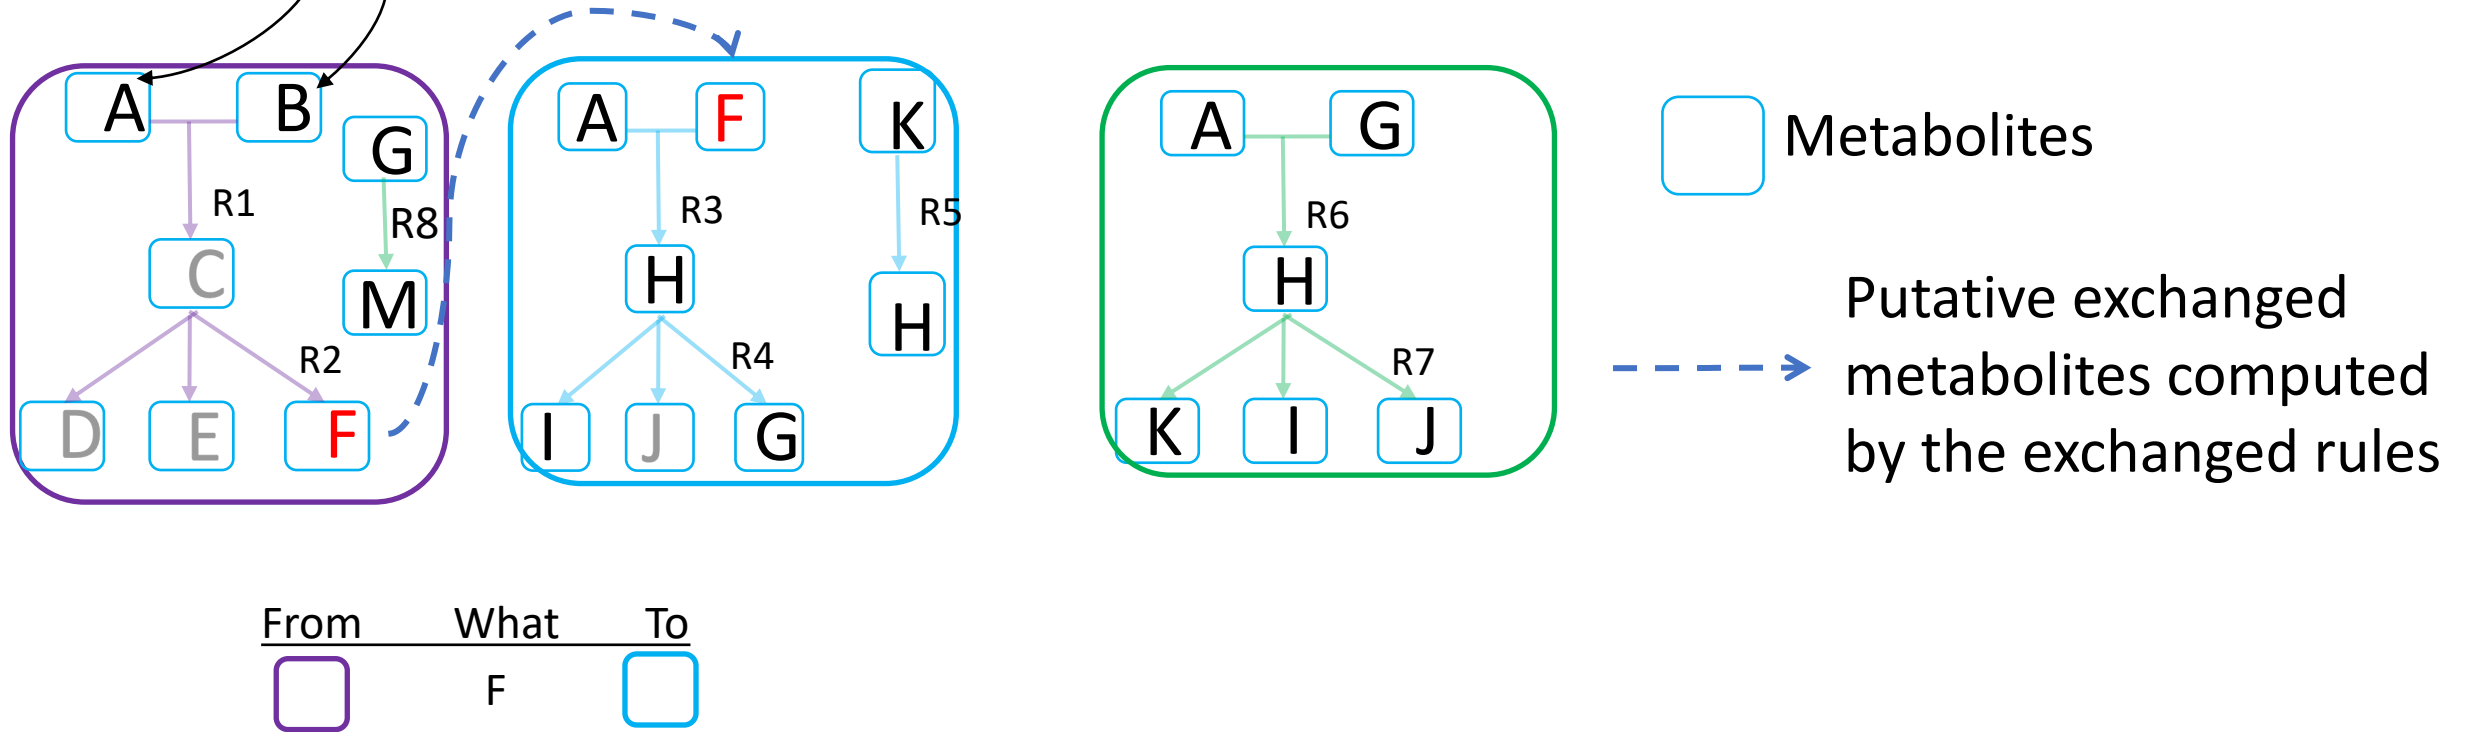 A B
G
R1
R8
C
M
R2
D E F
A F K
R3
R5
H
H
R4
I J G
A G
R6
H
R7
K I J
Metabolites
Putative exchanged
metabolites computed
by the exchanged rules
From What To
F